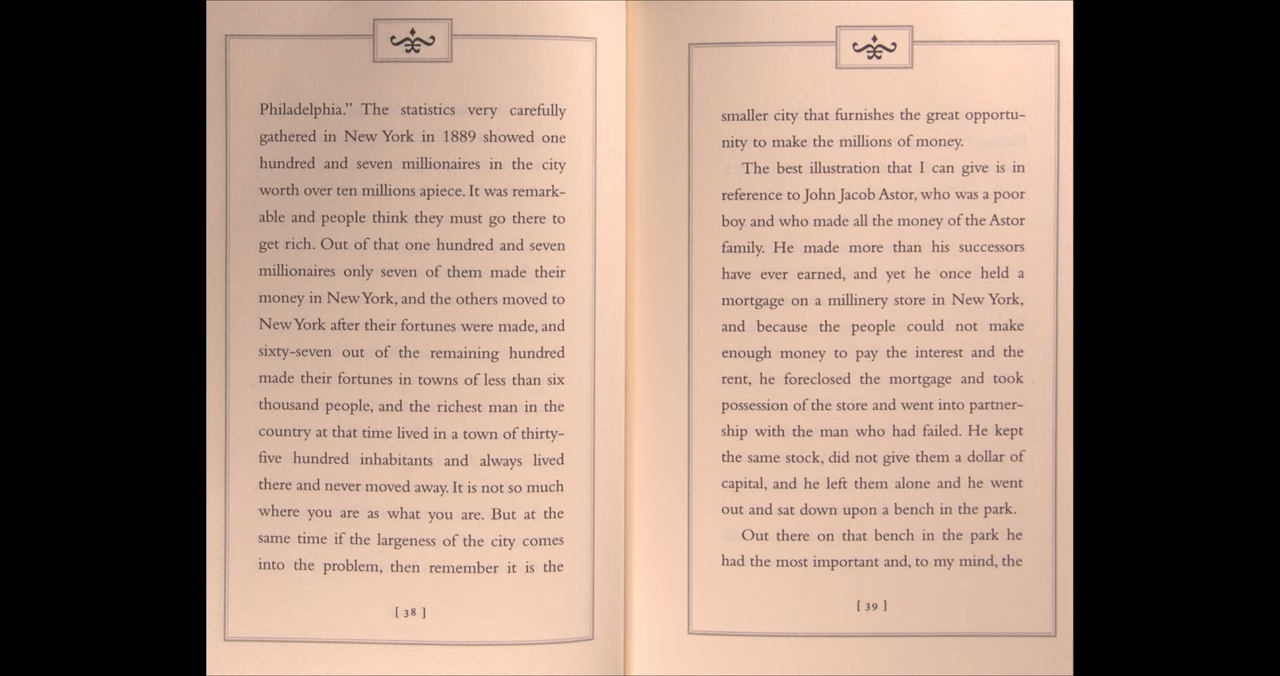 Philadelphia.” The statistics very carefully
gathered in New York in 1889 showed one
hundred and seven millionaires in the city
worth over ten millions apiece. It was remark-
able and people think they must go there to
get rich. Out of that one hundred and seven
millionaires only seven of them made their
money in New York, and the others moved to
New York after their fortunes were made, and
sixty-seven out of the remaining hundred
made their fortunes in towns of less than six
thousand people, and the richest man in the
country at that time lived in a town of thirty-
five hundred inhabitants and always lived
there and never moved away. It is not so much
where you are as what you are. But at the
same time if the largeness of the city comes
into the problem, then remember it is the
[ 38 ]
smaller city that furnishes the great opportu-
nity to make the millions of money.
The best illustration that I can give is in
reference to John Jacob Astor, who was a poor
boy and who made all the money of the Astor
family. He made more than his successors
have ever earned, and yet he once held a
mortgage on a millinery store in New York,
and because the people could not make
enough money to pay the interest and the
rent, he foreclosed the mortgage and took
possession of the store and went into partner-
ship with the man who had failed. He kept
the same stock, did not give them a dollar of
capital, and he left them alone and he went
out and sat down upon a bench in the park.
Out there on that bench in the park he
had the most important and, to my mind, the
[ 39 ]